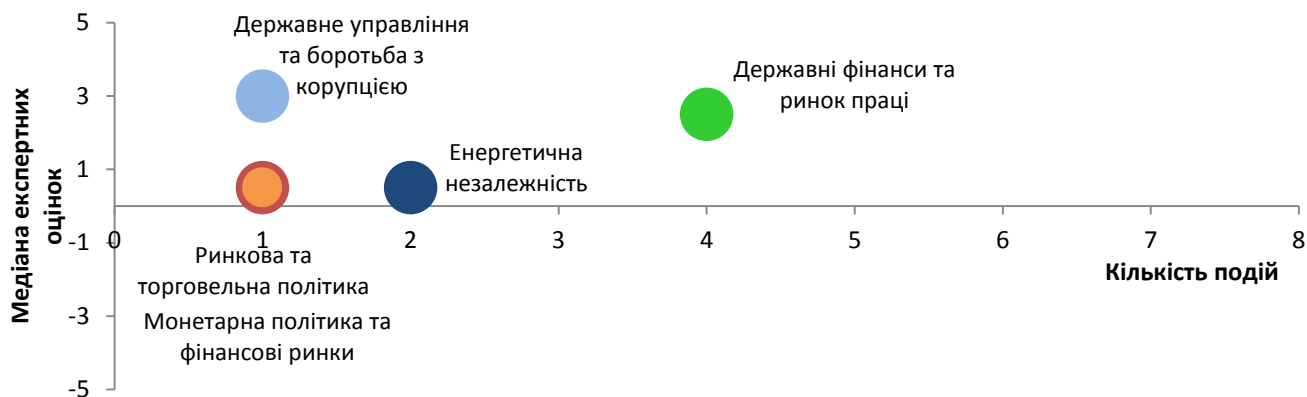 Медіана експертних
оцінок
5
3
1
-1
-3
-5
Державне управління
та боротьба з
корупцією
Державні фінанси та
ринок праці
Енергетична
незалежність
0 1 2 3 4 5 6 7 8
Ринкова та
торговельна політика
Кількість подій
Монетарна політика та
фінансові ринки